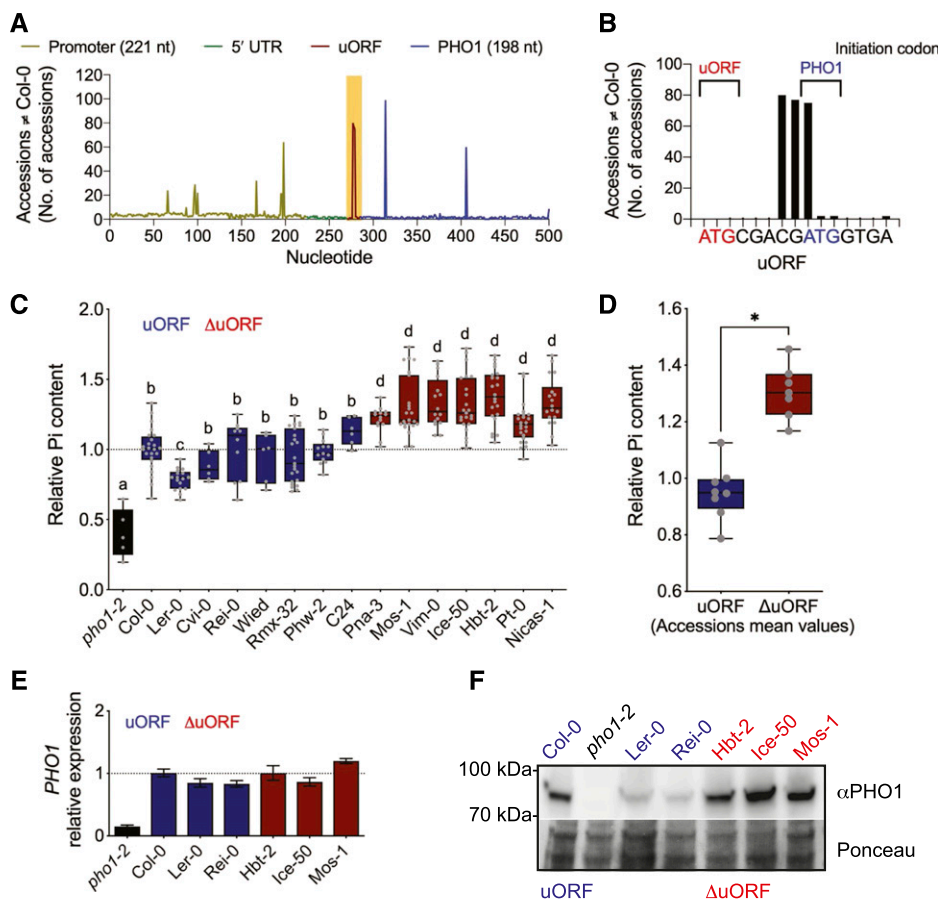 A
Promoter (221 nt)
5′ UTR
uORF
PHO1 (198 nt)
Accessions ≠ Col-0
(No. of accessions)
120
100
80
60
40
20
0
0 50 100 150 200 250 300 350 400 450 500
Nucleotide
B
Initiation codon
uORF
PHO1
Accessions ≠ Col-0
(No. of accessions)
100
80
60
40
20
0
ATGCGACGATGGTGA
uORF
C
uORF
ΔuORF
Relative Pi content
2.0
1.5
1.0
0.5
0.0
a b c b b b b b b d d d d d d d
pho1-2
Col-0
Ler-0
Cvi-0
Rei-0
Wied
Rmx-32
Phw-2
C24
Pna-3
Mos-1
Vim-0
Ice-50
Hbt-2
Pt-0
Nicas-1
D
Relative Pi content
1.6
1.4
1.2
1.0
0.8
0.6
*
uORF ΔuORF
(Accessions mean values)
E
uORF
ΔuORF
PHO1
relative expression
2
1
0
pho1-2
Col-0
Ler-0
Rei-0
Hbt-2
Ice-50
Mos-1
F
Col-0
pho1-2
Ler-0
Rei-0
Hbt-2
Ice-50
Mos-1
100 kDa-
70 kDa-
αPHO1
Ponceau
uORF
ΔuORF